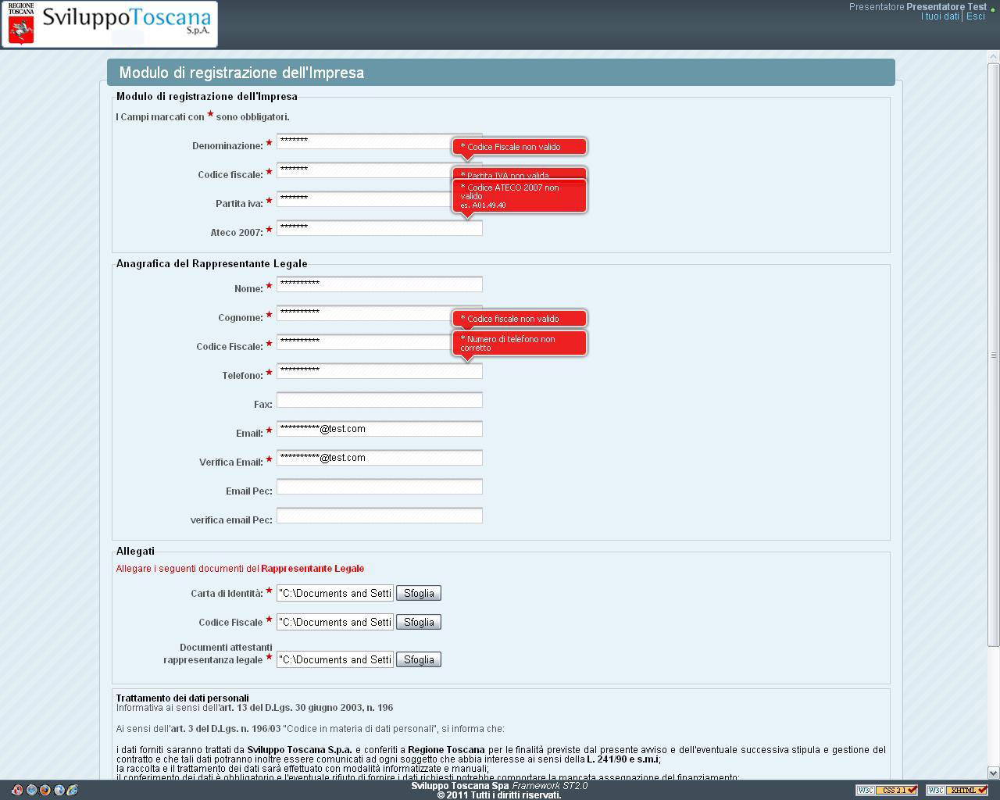 REGIONE
TOSCANA
SviluppoToscana
S.p.A.
Presentatore Presentatore Test
I tuoi dati | Esci
Modulo di registrazione dell'Impresa
Modulo di registrazione dell'Impresa
I Campi marcati con ★ sono obbligatori.
Denominazione: ★ *******
* Codice Fiscale non valido
Codice fiscale: ★ *******
* Partita IVA non valida
* Codice ATECO 2007 non
valido
es. A01.49.40
Partita iva: ★ *******
Ateco 2007: ★ *******
Anagrafica del Rappresentante Legale
Nome: ★ **********
Cognome: ★ **********
* Codice fiscale non valido
Codice Fiscale: ★ **********
* Numero di telefono non
corretto
Telefono: ★ **********
Fax:
Email: ★ **********@test.com
Verifica Email: ★ **********@test.com
Email Pec:
verifica email Pec:
Allegati
Allegare i seguenti documenti del Rappresentante Legale
Carta di Identità: ★ "C:\Documents and Setti Sfoglia
Codice Fiscale ★ "C:\Documents and Setti Sfoglia
Documenti attestanti
rappresentanza legale ★ "C:\Documents and Setti Sfoglia
Trattamento dei dati personali
Informativa ai sensi dell'art. 13 del D.Lgs. 30 giugno 2003, n. 196
Ai sensi dell'art. 3 del D.Lgs. n. 196/03 "Codice in materia di dati personali", si informa che:
i dati forniti saranno trattati da Sviluppo Toscana S.p.a. e conferiti a Regione Toscana per le finalità previste dal presente avviso e dell'eventuale successiva stipula e gestione del
contratto e che tali dati potranno inoltre essere comunicati ad ogni soggetto che abbia interesse ai sensi della L. 241/90 e s.m.i;
la raccolta e il trattamento dei dati sarà effettuato con modalità informatizzate e manuali;
il conferimento dei dati è obbligatorio e l'eventuale rifiuto di fornire i dati richiesti potrebbe comportare la mancata assegnazione del finanziamento;
Sviluppo Toscana Spa Framework ST2.0
© 2011 Tutti i diritti riservati.
W3C CSS 2.1
W3C XHTML